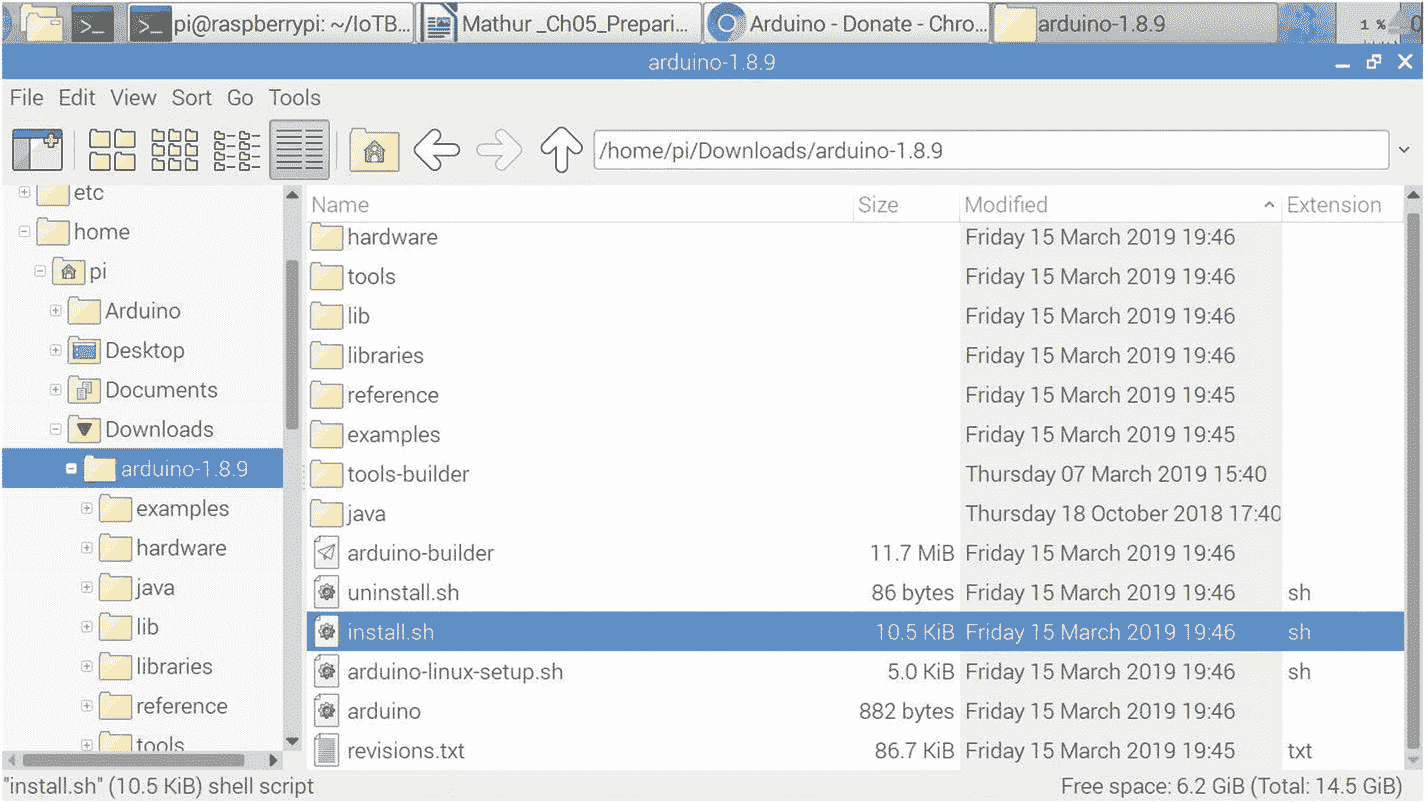 pi@raspberrypi: ~/IoTB... Mathur _Ch05_Prepari... Arduino - Donate - Chro... arduino-1.8.9 1 %
arduino-1.8.9
File Edit View Sort Go Tools
/home/pi/Downloads/arduino-1.8.9
etc
home
pi
Arduino
Desktop
Documents
Downloads
arduino-1.8.9
examples
hardware
java
lib
libraries
reference
tools
Name Size Modified Extension
hardware Friday 15 March 2019 19:46
tools Friday 15 March 2019 19:46
lib Friday 15 March 2019 19:46
libraries Friday 15 March 2019 19:46
reference Friday 15 March 2019 19:45
examples Friday 15 March 2019 19:45
tools-builder Thursday 07 March 2019 15:40
java Thursday 18 October 2018 17:40
arduino-builder 11.7 MiB Friday 15 March 2019 19:46
uninstall.sh 86 bytes Friday 15 March 2019 19:46 sh
install.sh 10.5 KiB Friday 15 March 2019 19:46 sh
arduino-linux-setup.sh 5.0 KiB Friday 15 March 2019 19:46 sh
arduino 882 bytes Friday 15 March 2019 19:46
revisions.txt 86.7 KiB Friday 15 March 2019 19:45 txt
"install.sh" (10.5 KiB) shell script Free space: 6.2 GiB (Total: 14.5 GiB)